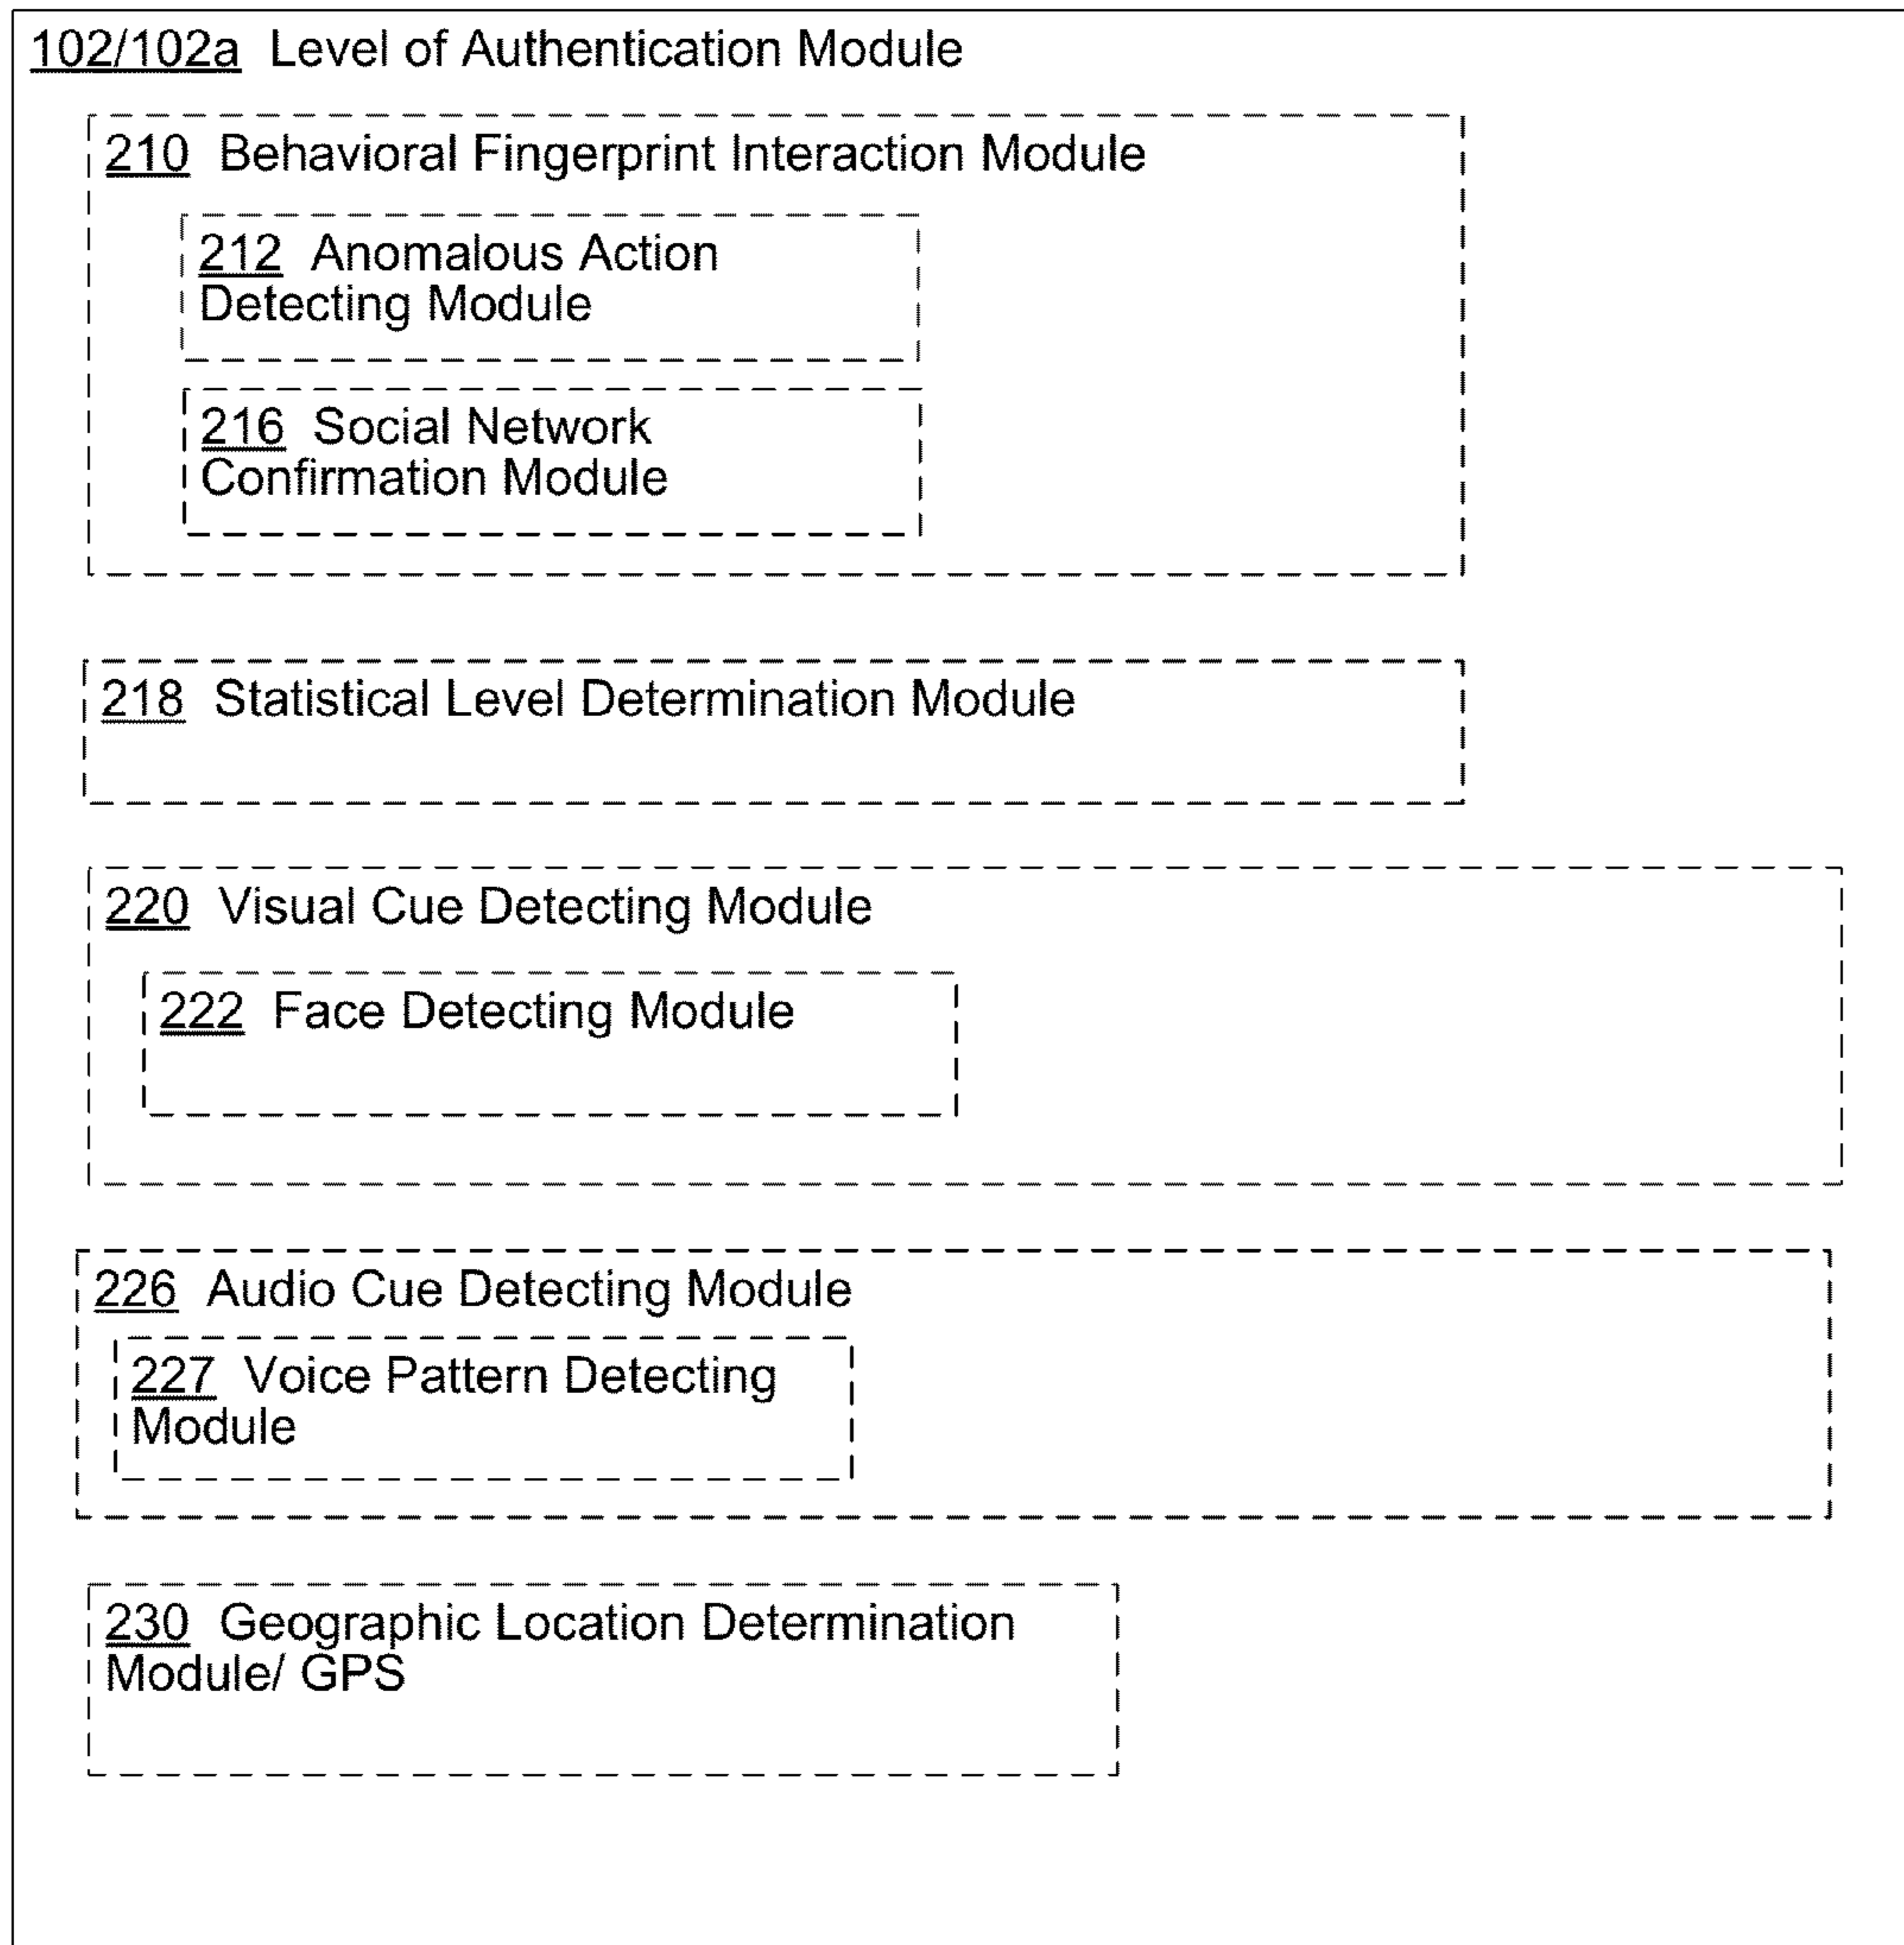 102/102a Level of Authentication Module
210 Behavioral Fingerprint Interaction Module
212 Anomalous Action
Detecting Module
216 Social Network
Confirmation Module
218 Statistical Level Determination Module
220 Visual Cue Detecting Module
222 Face Detecting Module
226 Audio Cue Detecting Module
227 Voice Pattern Detecting
Module
230 Geographic Location Determination
Module/ GPS